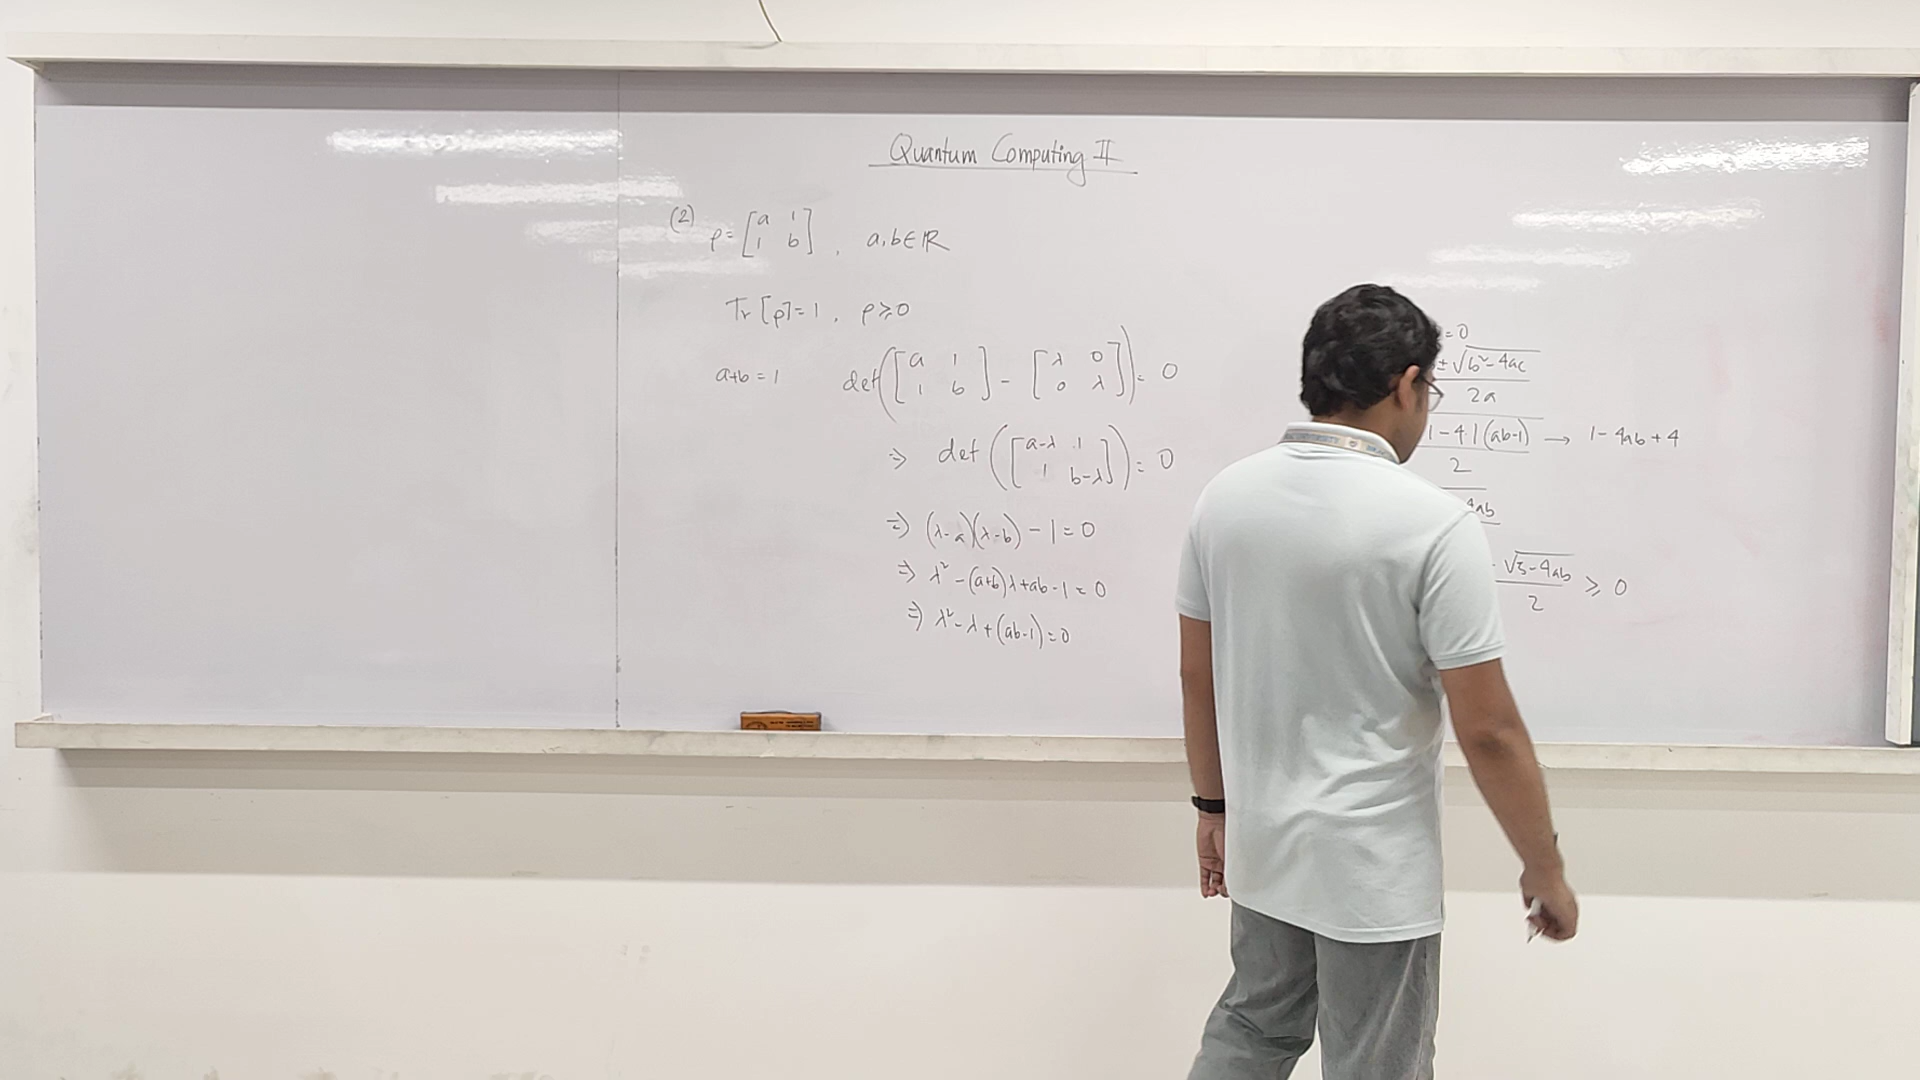 Quantum Computing II
(2) ρ = [a 1
1 b] , a,b∈ℝ
Tr[ρ]=1, ρ⩾0
a+b=1 det([a 1
1 b] - [λ 0
0 λ]) = 0
⇒ det([a-λ 1
1 b-λ]) = 0
⇒ (λ-a)(λ-b) - 1 = 0
⇒ λ² - (a+b)λ + ab - 1 = 0
⇒ λ² - λ + (ab-1) = 0
= 0
± √b² - 4ac
2a
1 - 4.1(ab-1) → 1 - 4ab + 4
2
4ab
- √5-4ab ⩾ 0
2